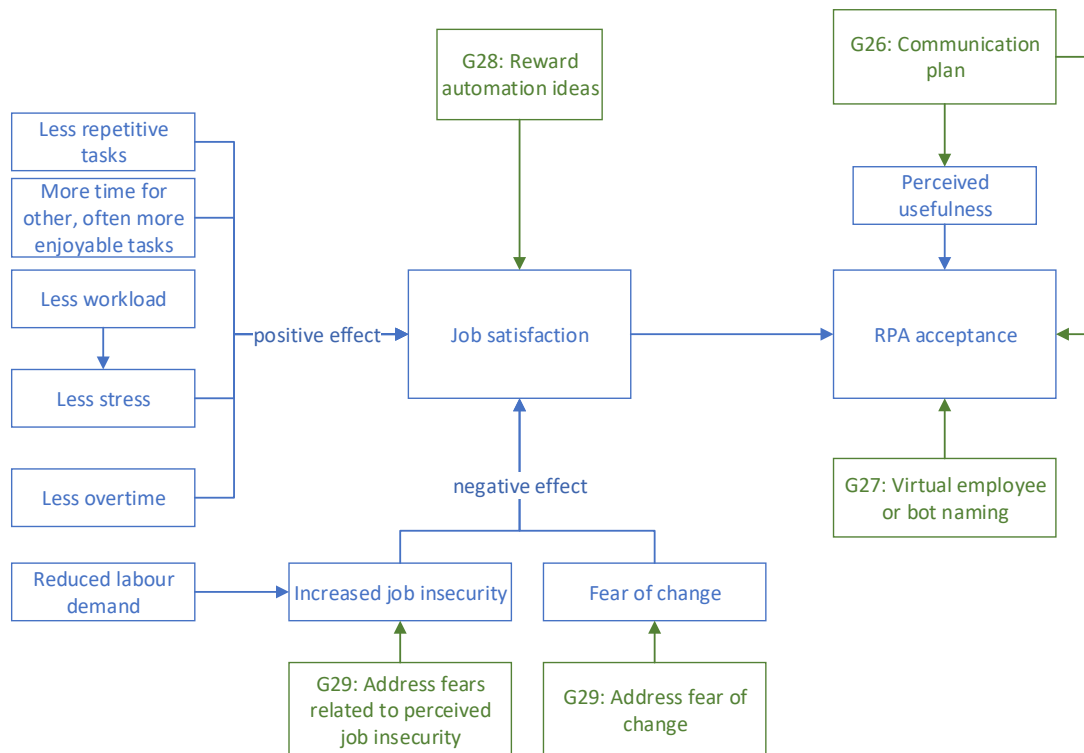 G28: Reward
automation ideas
G26: Communication
plan
Less repetitive
tasks
More time for
other, often more
enjoyable tasks
Perceived
usefulness
Less workload
positive effect
Job satisfaction
RPA acceptance
Less stress
Less overtime
negative effect
G27: Virtual employee
or bot naming
Reduced labour
demand
Increased job insecurity
Fear of change
G29: Address fears
related to perceived
job insecurity
G29: Address fear of
change